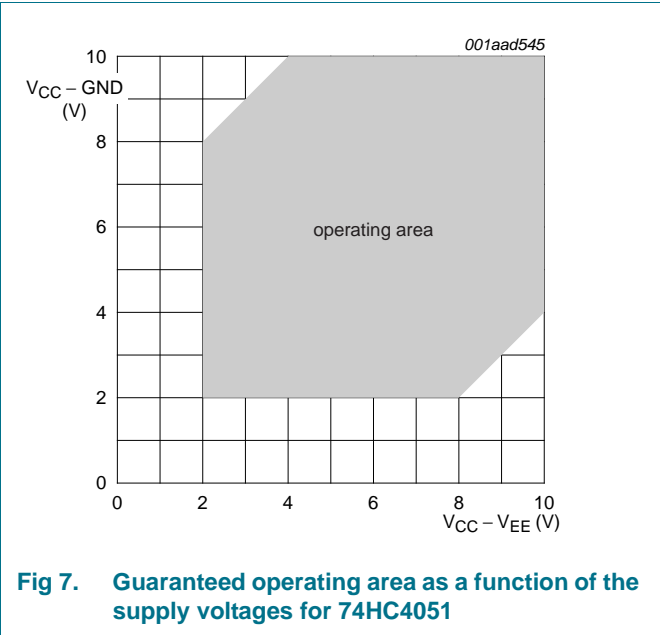 001aad545
10
VCC – GND
(V)
8
6
operating area
4
2
0
0 2 4 6 8 10
VCC – VEE (V)
Fig 7. Guaranteed operating area as a function of the
supply voltages for 74HC4051